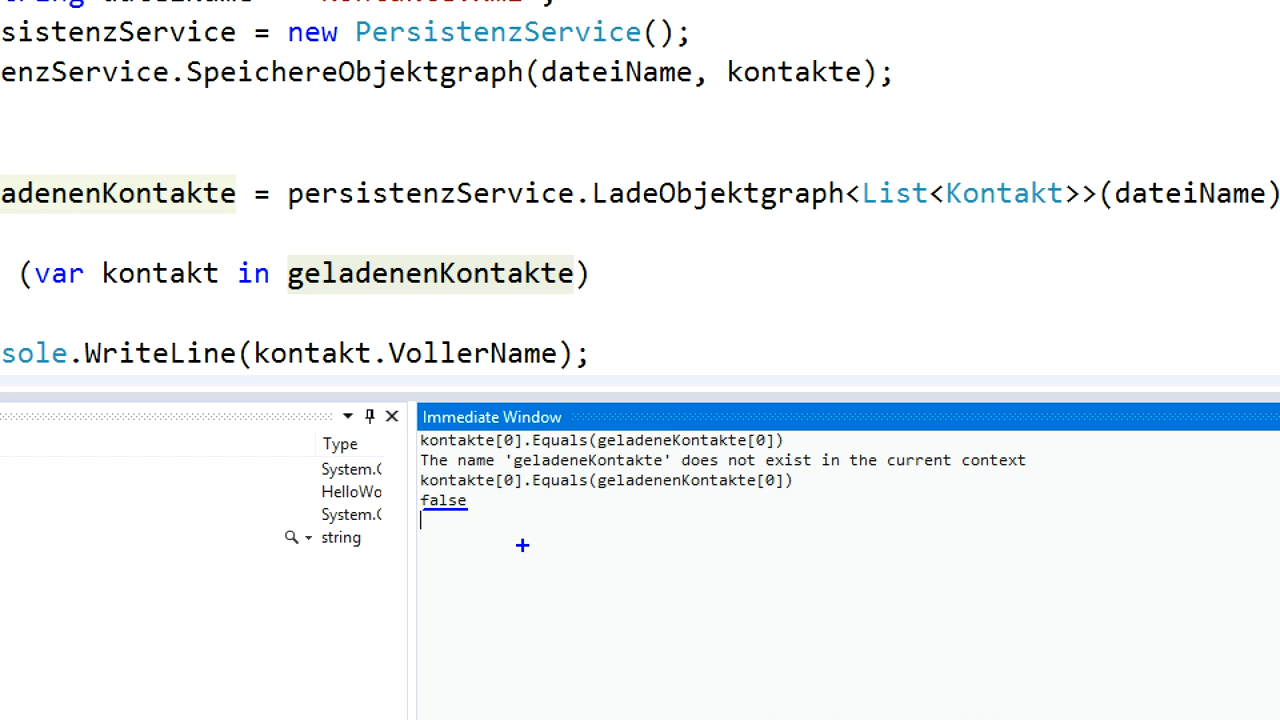 sistenzService = new PersistenzService();
enzService.SpeichereObjektgraph(dateiName, kontakte);
adenenKontakte = persistenzService.LadeObjektgraph<List<Kontakt>>(dateiName)
(var kontakt in geladenenKontakte)
sole.WriteLine(kontakt.VollerName);
Immediate Window
Type
System.C
HelloWo
System.C
string
kontakte[0].Equals(geladeneKontakte[0])
The name 'geladeneKontakte' does not exist in the current context
kontakte[0].Equals(geladenenKontakte[0])
false